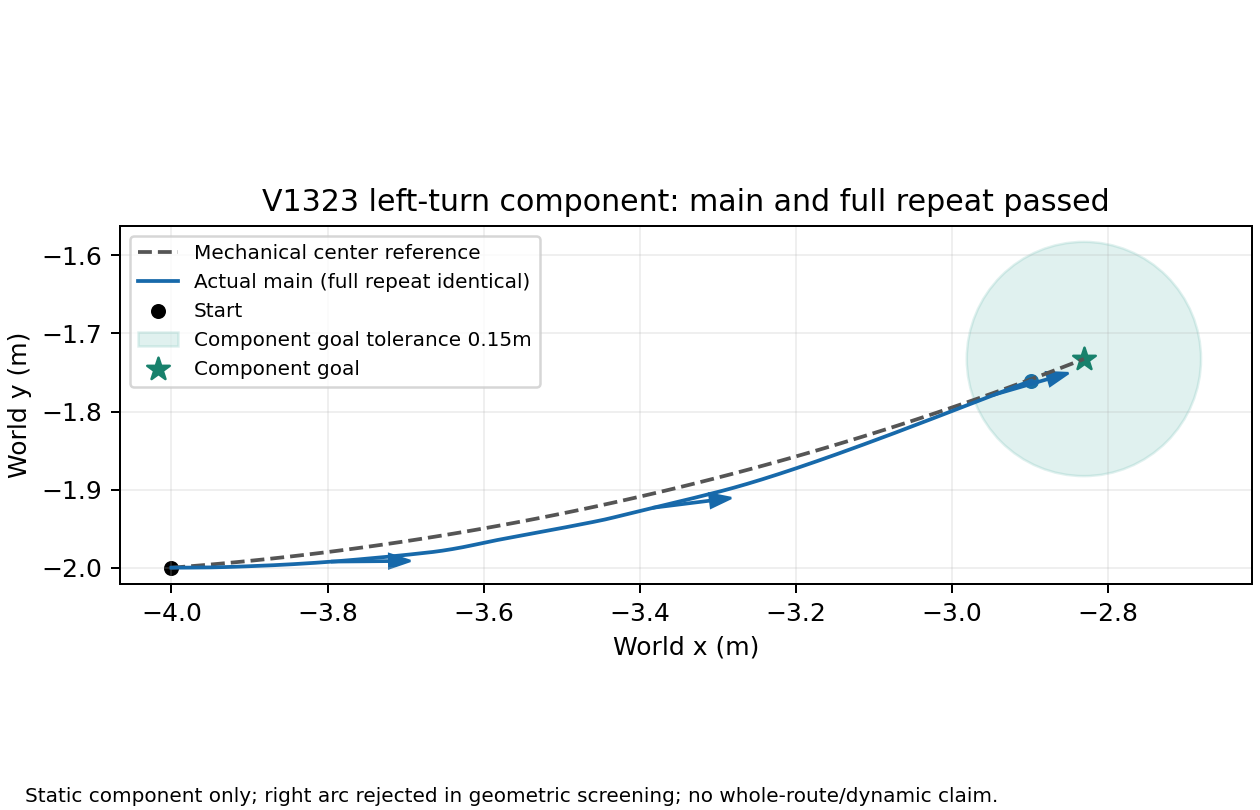 V1323 left-turn component: main and full repeat passed
Mechanical center reference
Actual main (full repeat identical)
Start
Component goal tolerance 0.15m
Component goal
−1.6
−1.7
−1.8
−1.9
−2.0
World y (m)
−4.0 −3.8 −3.6 −3.4 −3.2 −3.0 −2.8
World x (m)
Static component only; right arc rejected in geometric screening; no whole-route/dynamic claim.